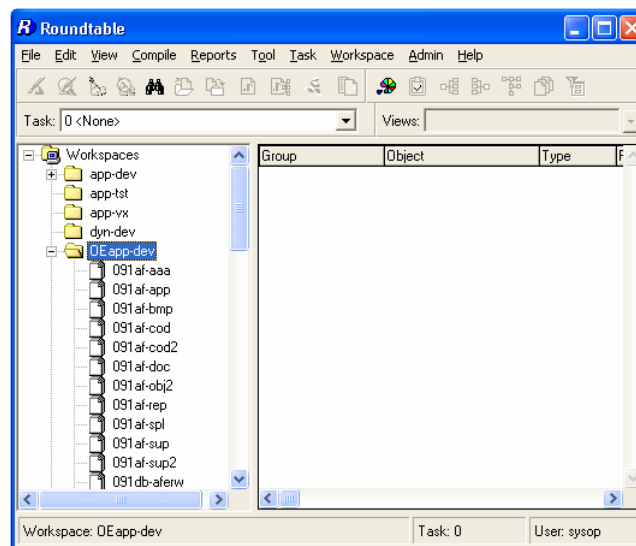 Roundtable
File Edit View Compile Reports Tool Task Workspace Admin Help
Task: 0 <None> Views:
Workspaces
Group Object Type
app-dev
app-tst
app-vx
dyn-dev
OEapp-dev
091af-aaa
091af-app
091af-bmp
091af-cod
091af-cod2
091af-doc
091af-obj2
091af-rep
091af-spl
091af-sup
091af-sup2
091db-aferw
Workspace: OEapp-dev Task: 0 User: sysop